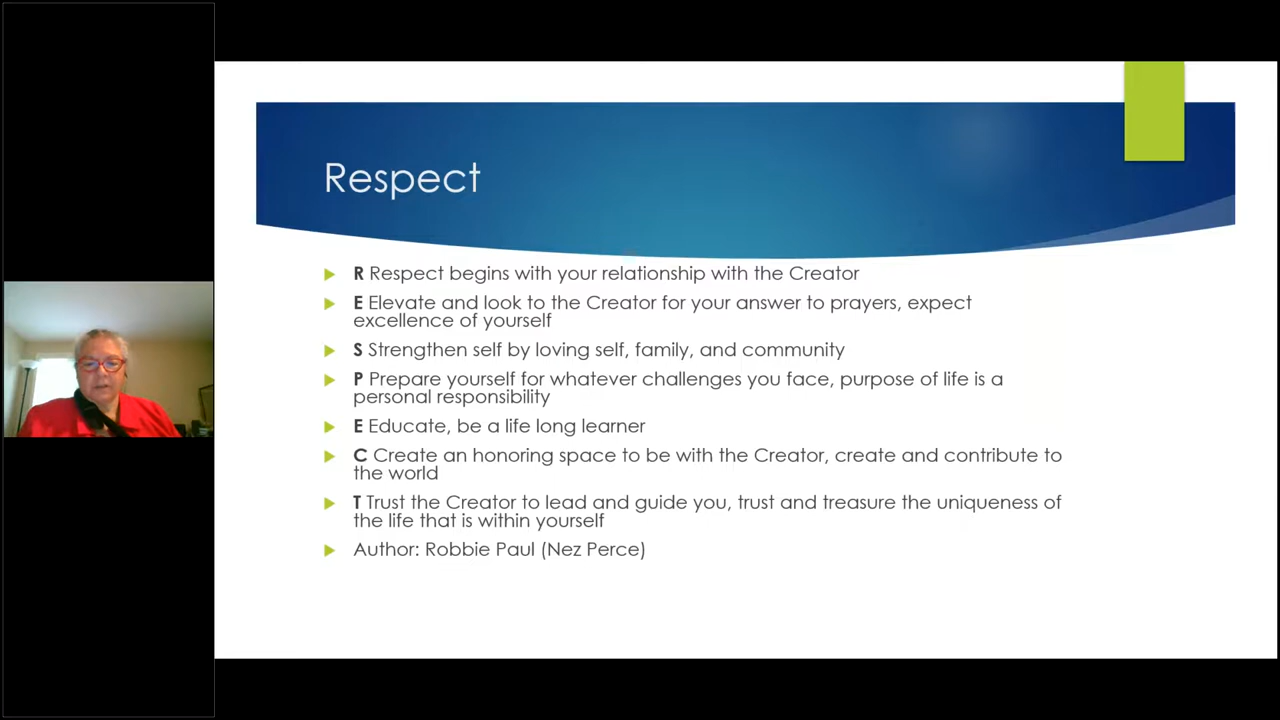 Respect
R Respect begins with your relationship with the Creator
E Elevate and look to the Creator for your answer to prayers, expect
excellence of yourself
S Strengthen self by loving self, family, and community
P Prepare yourself for whatever challenges you face, purpose of life is a
personal responsibility
E Educate, be a life long learner
C Create an honoring space to be with the Creator, create and contribute to
the world
T Trust the Creator to lead and guide you, trust and treasure the uniqueness of
the life that is within yourself
Author: Robbie Paul (Nez Perce)